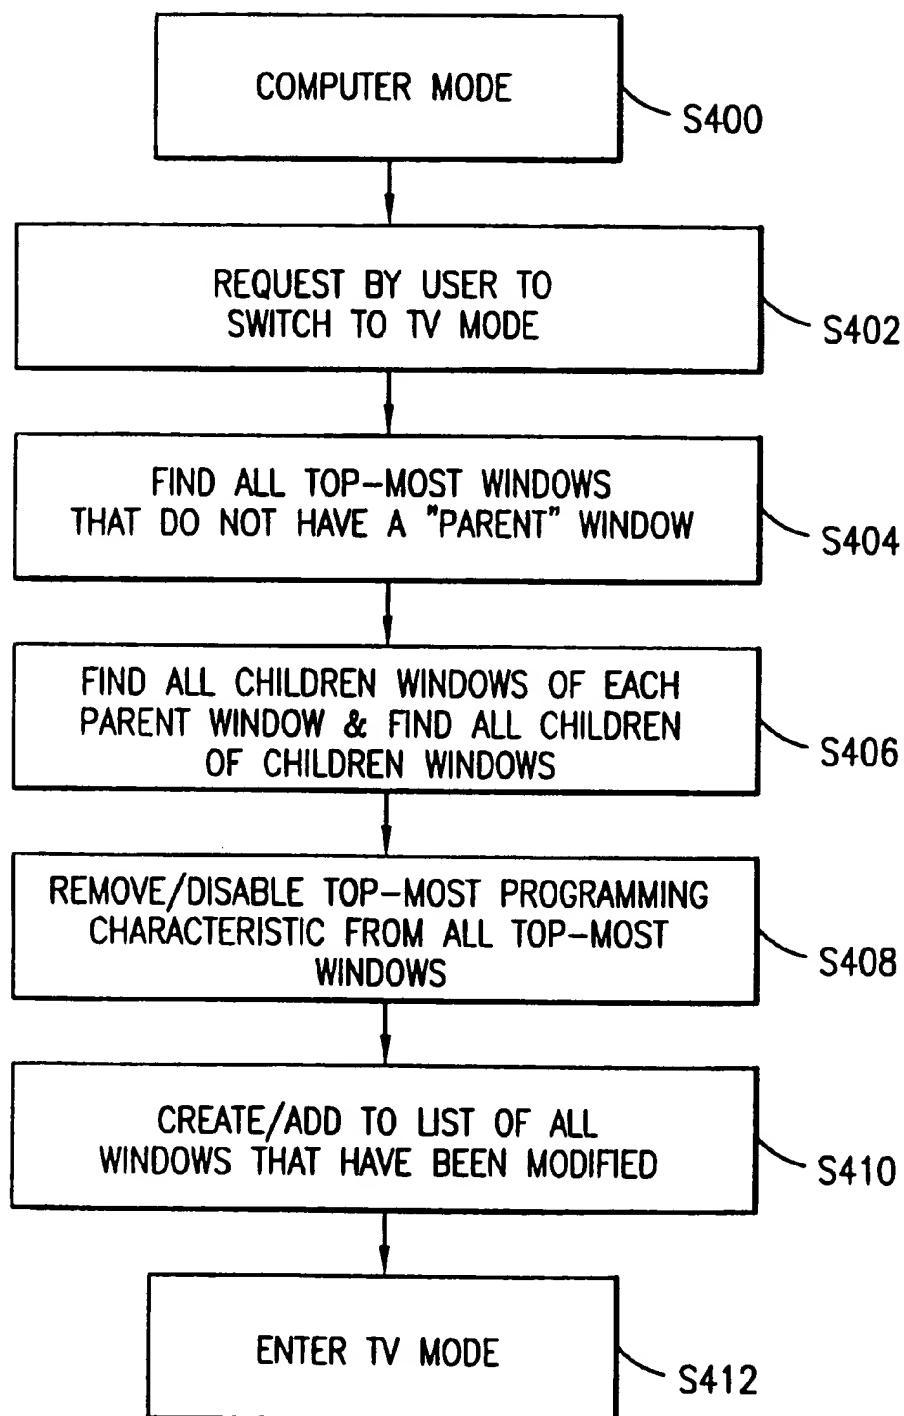 COMPUTER MODE
S400
REQUEST BY USER TO
SWITCH TO TV MODE
S402
FIND ALL TOP-MOST WINDOWS
THAT DO NOT HAVE A "PARENT" WINDOW
S404
FIND ALL CHILDREN WINDOWS OF EACH
PARENT WINDOW & FIND ALL CHILDREN
OF CHILDREN WINDOWS
S406
REMOVE/DISABLE TOP-MOST PROGRAMMING
CHARACTERISTIC FROM ALL TOP-MOST
WINDOWS
S408
CREATE/ADD TO LIST OF ALL
WINDOWS THAT HAVE BEEN MODIFIED
S410
ENTER TV MODE
S412